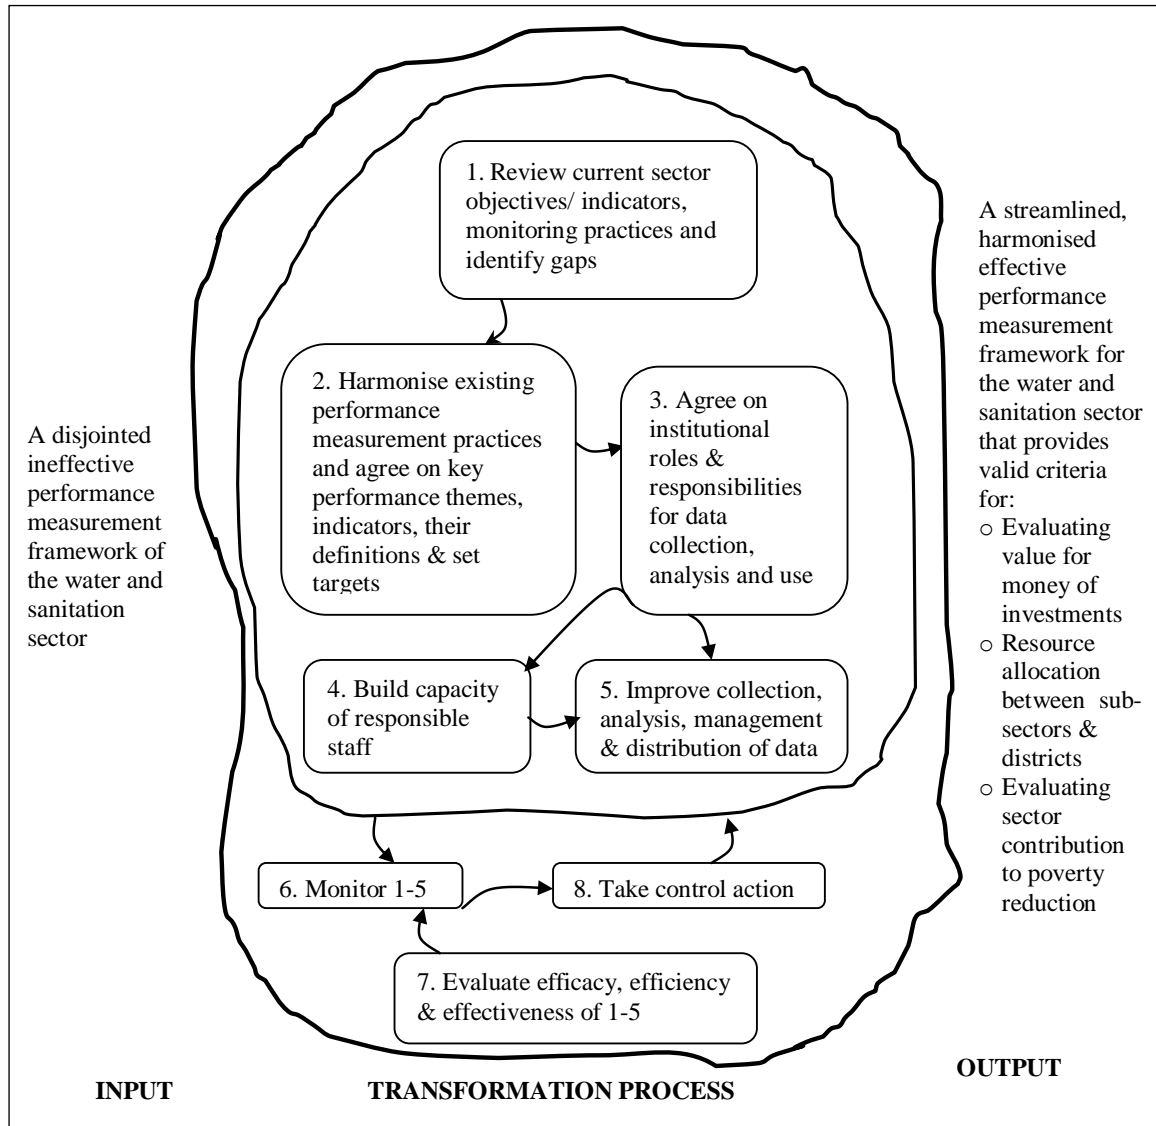 1. Review current sector
objectives/ indicators,
monitoring practices and
identify gaps
2. Harmonise existing
performance
measurement practices
and agree on key
performance themes,
indicators, their
definitions & set
targets
3. Agree on
institutional
roles &
responsibilities
for data
collection,
analysis and use
4. Build capacity
of responsible
staff
5. Improve collection,
analysis, management
& distribution of data
6. Monitor 1-5
8. Take control action
7. Evaluate efficacy, efficiency
& effectiveness of 1-5
A disjointed
ineffective
performance
measurement
framework of
the water and
sanitation
sector
A streamlined,
harmonised
effective
performance
measurement
framework for
the water and
sanitation sector
that provides
valid criteria
for:
○ Evaluating
value for
money of
investments
○ Resource
allocation
between sub-
sectors &
districts
○ Evaluating
sector
contribution
to poverty
reduction
INPUT
TRANSFORMATION PROCESS
OUTPUT